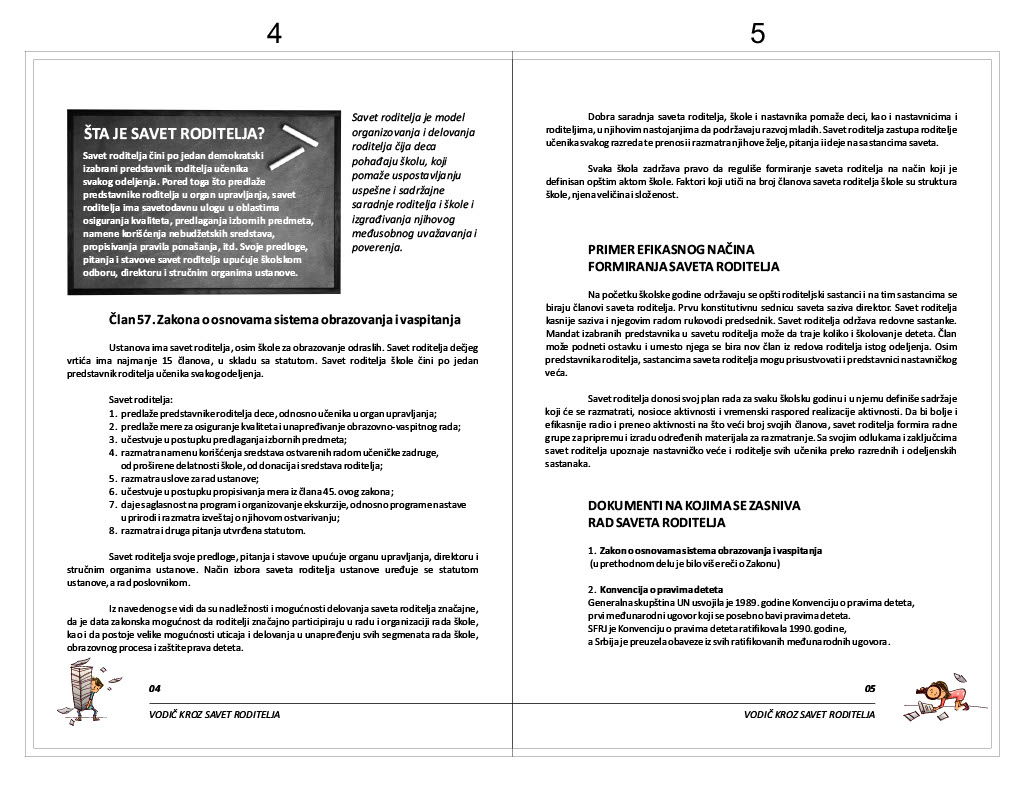 4
ŠTA JE SAVET RODITELJA?
Savet roditelja čini po jedan demokratski
izabrani predstavnik roditelja učenika
svakog odeljenja. Pored toga što predlaže
predstavnike roditelja u organ upravljanja, savet
roditelja ima savetodavnu ulogu u oblastima
osiguranja kvaliteta, predlaganja izbornih predmeta,
namene korišćenja nebudžetskih sredstava,
propisivanja pravila ponašanja, itd. Svoje predloge,
pitanja i stavove savet roditelja upućuje školskom
odboru, direktoru i stručnim organima ustanove.
Savet roditelja je model
organizovanja i delovanja
roditelja čija deca
pohađaju školu, koji
pomaže uspostavljanju
uspešne i sadržajne
saradnje roditelja i škole i
izgrađivanja njihovog
međusobnog uvažavanja i
poverenja.
Član 57. Zakona o osnovama sistema obrazovanja i vaspitanja
Ustanova ima savet roditelja, osim škole za obrazovanje odraslih. Savet roditelja dečjeg
vrtića ima najmanje 15 članova, u skladu sa statutom. Savet roditelja škole čini po jedan
predstavnik roditelja učenika svakog odeljenja.
Savet roditelja:
1. predlaže predstavnike roditelja dece, odnosno učenika u organ upravljanja;
2. predlaže mere za osiguranje kvaliteta i unapređivanje obrazovno-vaspitnog rada;
3. učestvuje u postupku predlaganja izbornih predmeta;
4. razmatra namenu korišćenja sredstava ostvarenih radom učeničke zadruge,
od proširene delatnosti škole, od donacija i sredstava roditelja;
5. razmatra uslove za rad ustanove;
6. učestvuje u postupku propisivanja mera iz člana 45. ovog zakona;
7. daje saglasnost na program i organizovanje ekskurzije, odnosno programe nastave
u prirodi i razmatra izveštaj o njihovom ostvarivanju;
8. razmatra i druga pitanja utvrđena statutom.
Savet roditelja svoje predloge, pitanja i stavove upućuje organu upravljanja, direktoru i
stručnim organima ustanove. Način izbora saveta roditelja ustanove uređuje se statutom
ustanove, a rad poslovnikom.
Iz navedenog se vidi da su nadležnosti i mogućnosti delovanja saveta roditelja značajne,
da je data zakonska mogućnost da roditelji značajno participiraju u radu i organizaciji rada škole,
kao i da postoje velike mogućnosti uticaja i delovanja u unapređenju svih segmenata rada škole,
obrazovnog procesa i zaštite prava deteta.
04
VODIČ KROZ SAVET RODITELJA
5
Dobra saradnja saveta roditelja, škole i nastavnika pomaže deci, kao i nastavnicima i
roditeljima, u njihovim nastojanjima da podržavaju razvoj mladih. Savet roditelja zastupa roditelje
učenika svakog razreda te prenosi i razmatra njihove želje, pitanja i ideje na sastancima saveta.
Svaka škola zadržava pravo da reguliše formiranje saveta roditelja na način koji je
definisan opštim aktom škole. Faktori koji utiči na broj članova saveta roditelja škole su struktura
škole, njena veličina i složenost.
PRIMER EFIKASNOG NAČINA
FORMIRANJA SAVETA RODITELJA
Na početku školske godine održavaju se opšti roditeljski sastanci i na tim sastancima se
biraju članovi saveta roditelja. Prvu konstitutivnu sednicu saveta saziva direktor. Savet roditelja
kasnije saziva i njegovim radom rukovodi predsednik. Savet roditelja održava redovne sastanke.
Mandat izabranih predstavnika u savetu roditelja može da traje koliko i školovanje deteta. Član
može podneti ostavku i umesto njega se bira nov član iz redova roditelja istog odeljenja. Osim
predstavnika roditelja, sastancima saveta roditelja mogu prisustvovati i predstavnici nastavničkog
veća.
Savet roditelja donosi svoj plan rada za svaku školsku godinu i u njemu definiše sadržaje
koji će se razmatrati, nosioce aktivnosti i vremenski raspored realizacije aktivnosti. Da bi bolje i
efikasnije radio i preneo aktivnosti na što veći broj svojih članova, savet roditelja formira radne
grupe za pripremu i izradu određenih materijala za razmatranje. Sa svojim odlukama i zaključcima
savet roditelja upoznaje nastavničko veće i roditelje svih učenika preko razrednih i odeljenskih
sastanaka.
DOKUMENTI NA KOJIMA SE ZASNIVA
RAD SAVETA RODITELJA
1. Zakon o osnovama sistema obrazovanja i vaspitanja
(u prethodnom delu je bilo više reči o Zakonu)
2. Konvencija o pravima deteta
Generalna skupština UN usvojila je 1989. godine Konvenciju o pravima deteta,
prvi međunarodni ugovor koji se posebno bavi pravima deteta.
SFRJ je Konvenciju o pravima deteta ratifikovala 1990. godine,
a Srbija je preuzela obaveze iz svih ratifikovanih međunarodnih ugovora.
05
VODIČ KROZ SAVET RODITELJA